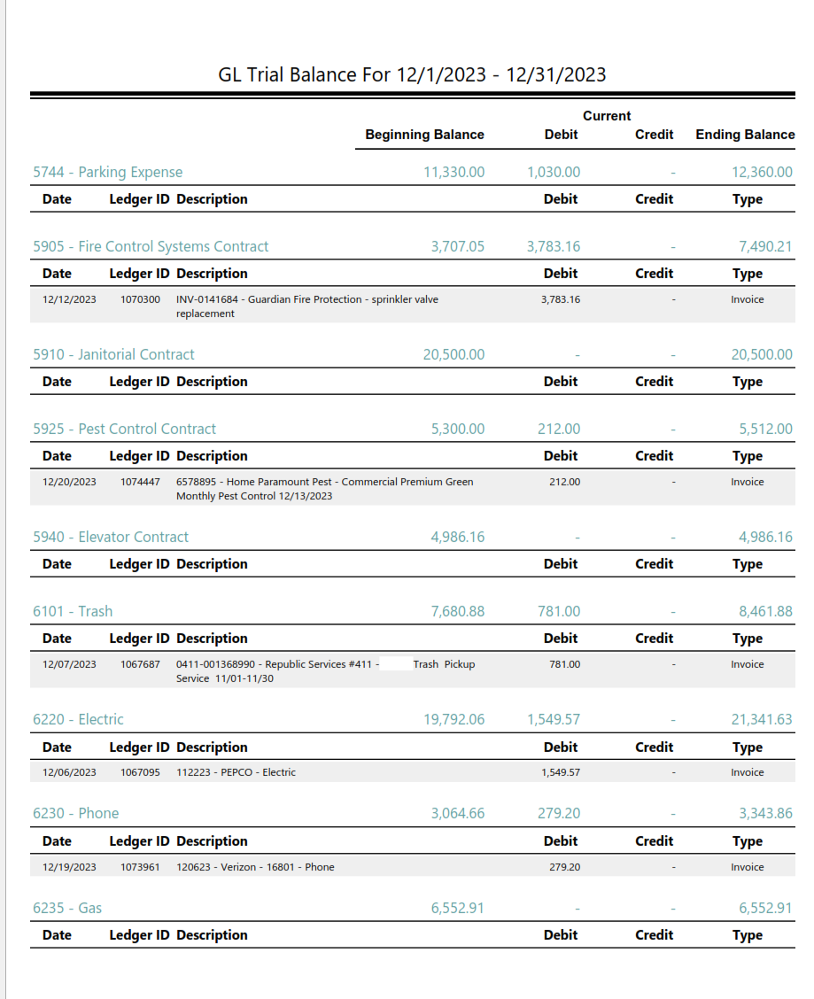 GL Trial Balance For 12/1/2023 - 12/31/2023
Current
Beginning Balance Debit Credit Ending Balance
5744 - Parking Expense 11,330.00 1,030.00 - 12,360.00
Date Ledger ID Description Debit Credit Type
5905 - Fire Control Systems Contract 3,707.05 3,783.16 - 7,490.21
Date Ledger ID Description Debit Credit Type
12/12/2023 1070300 INV-0141684 - Guardian Fire Protection - sprinkler valve 3,783.16 - Invoice
replacement
5910 - Janitorial Contract 20,500.00 - - 20,500.00
Date Ledger ID Description Debit Credit Type
5925 - Pest Control Contract 5,300.00 212.00 - 5,512.00
Date Ledger ID Description Debit Credit Type
12/20/2023 1074447 6578895 - Home Paramount Pest - Commercial Premium Green 212.00 - Invoice
Monthly Pest Control 12/13/2023
5940 - Elevator Contract 4,986.16 - - 4,986.16
Date Ledger ID Description Debit Credit Type
6101 - Trash 7,680.88 781.00 - 8,461.88
Date Ledger ID Description Debit Credit Type
12/07/2023 1067687 0411-001368990 - Republic Services #411 - Trash Pickup 781.00 - Invoice
Service 11/01-11/30
6220 - Electric 19,792.06 1,549.57 - 21,341.63
Date Ledger ID Description Debit Credit Type
12/06/2023 1067095 112223 - PEPCO - Electric 1,549.57 - Invoice
6230 - Phone 3,064.66 279.20 - 3,343.86
Date Ledger ID Description Debit Credit Type
12/19/2023 1073961 120623 - Verizon - 16801 - Phone 279.20 - Invoice
6235 - Gas 6,552.91 - - 6,552.91
Date Ledger ID Description Debit Credit Type